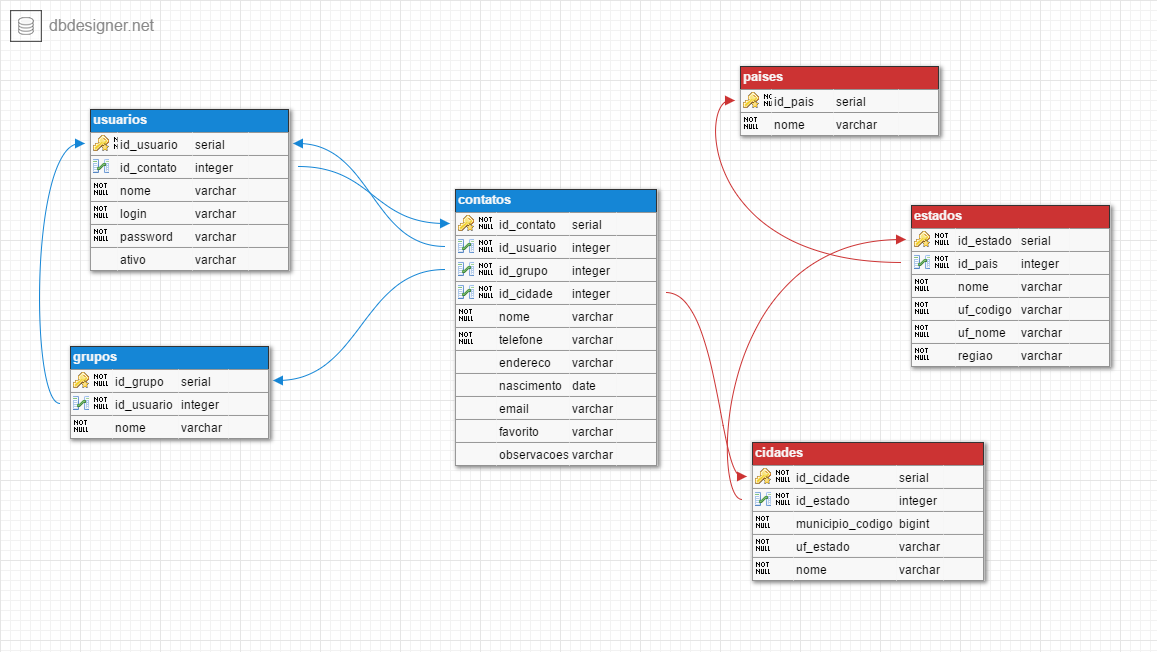 dbdesigner.net
usuarios
id_usuario serial
id_contato integer
NOT NULL nome varchar
NOT NULL login varchar
NOT NULL password varchar
ativo varchar
grupos
NOT NULL id_grupo serial
NOT NULL id_usuario integer
NOT NULL nome varchar
contatos
NOT NULL id_contato serial
NOT NULL id_usuario integer
NOT NULL id_grupo integer
NOT NULL id_cidade integer
NOT NULL nome varchar
NOT NULL telefone varchar
endereco varchar
nascimento date
email varchar
favorito varchar
observacoes varchar
paises
id_pais serial
NOT NULL nome varchar
estados
NOT NULL id_estado serial
NOT NULL id_pais integer
NOT NULL nome varchar
NOT NULL uf_codigo varchar
NOT NULL uf_nome varchar
NOT NULL regiao varchar
cidades
NOT NULL id_cidade serial
NOT NULL id_estado integer
NOT NULL municipio_codigo bigint
NOT NULL uf_estado varchar
NOT NULL nome varchar